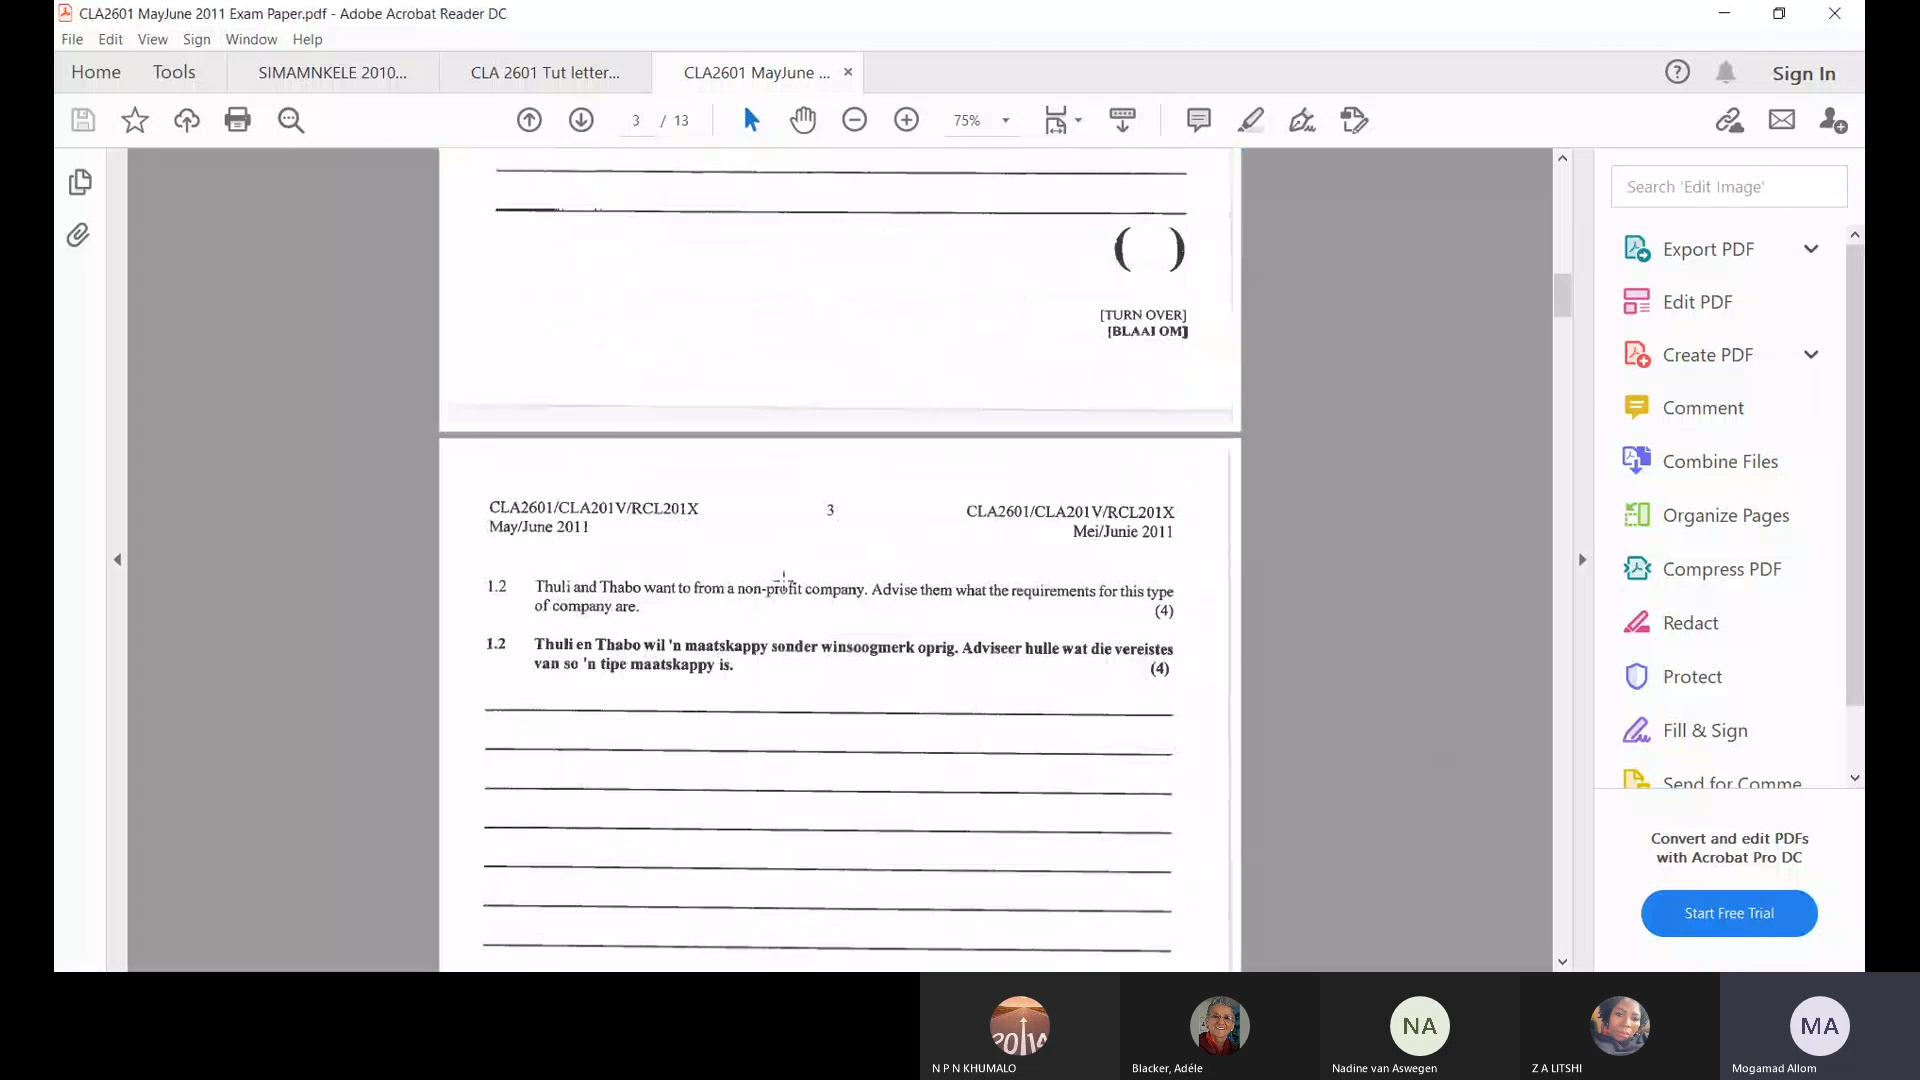 CLA2601 MayJune 2011 Exam Paper.pdf - Adobe Acrobat Reader DC
File Edit View Sign Window Help
Home Tools SIMAMNKELE 2010... CLA 2601 Tut letter... CLA2601 MayJune ... × Sign In
3 / 13 75%
Search 'Edit Image'
Export PDF
Edit PDF
Create PDF
Comment
Combine Files
Organize Pages
Compress PDF
Redact
Protect
Fill & Sign
Send for Comme
Convert and edit PDFs
with Acrobat Pro DC
Start Free Trial
( )
[TURN OVER]
[BLAAI OM]
CLA2601/CLA201V/RCL201X 3 CLA2601/CLA201V/RCL201X
May/June 2011 Mei/Junie 2011
1.2 Thuli and Thabo want to from a non-profit company. Advise them what the requirements for this type
of company are. (4)
1.2 Thuli en Thabo wil 'n maatskappy sonder winsoogmerk oprig. Adviseer hulle wat die vereistes
van so 'n tipe maatskappy is. (4)
NA MA
N P N KHUMALO Blacker, Adéle Nadine van Aswegen Z A LITSHI Mogamad Allom